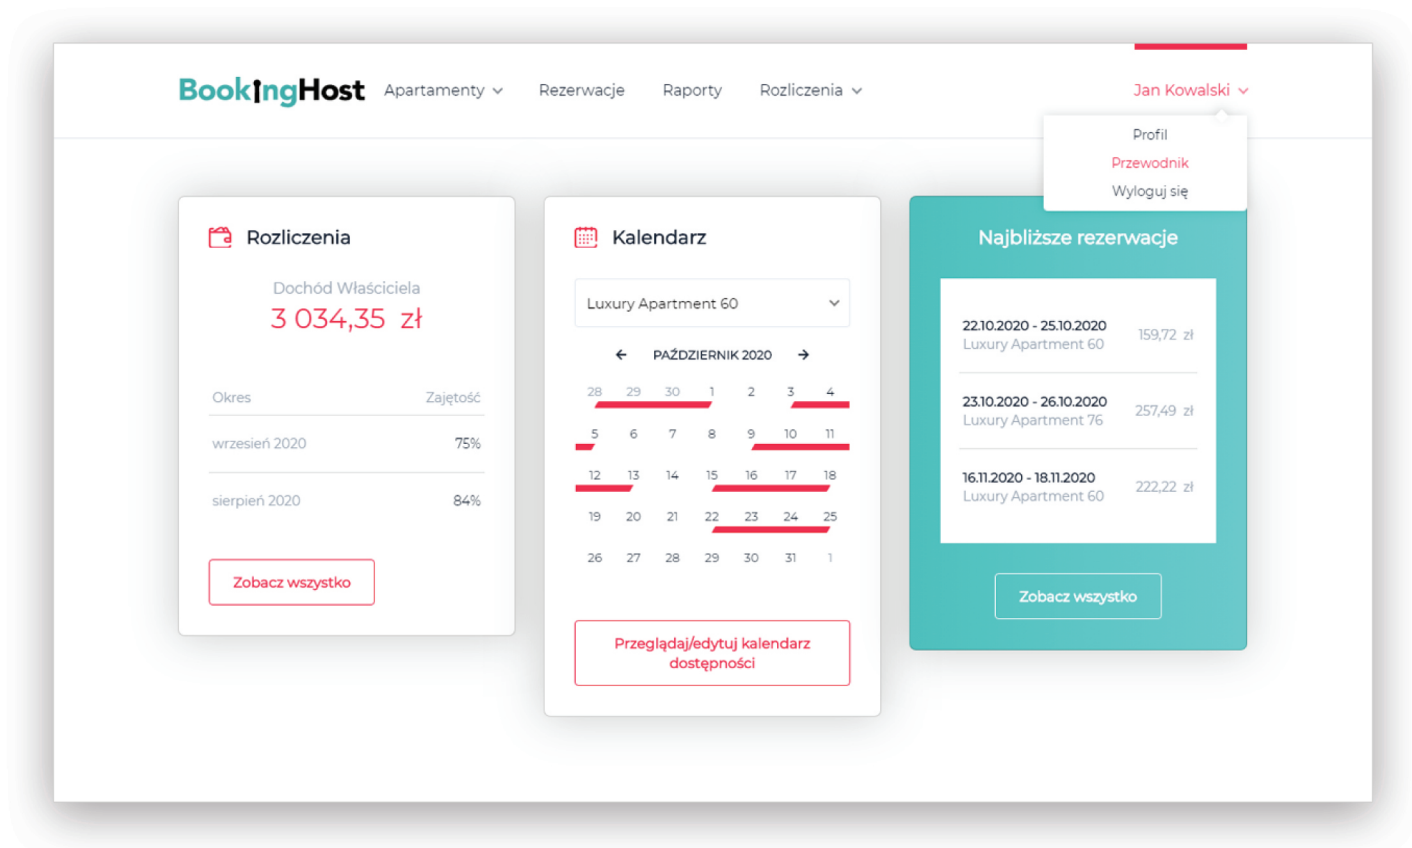 BookingHost
Apartamenty
Rezerwacje
Raporty
Rozliczenia
Jan Kowalski
Profil
Przewodnik
Wyloguj się
Rozliczenia
Dochód Właściciela
3 034,35 zł
Okres Zajętość
wrzesień 2020 75%
sierpień 2020 84%
Zobacz wszystko
Kalendarz
Luxury Apartment 60
PAŹDZIERNIK 2020
28 29 30 1 2 3 4
5 6 7 8 9 10 11
12 13 14 15 16 17 18
19 20 21 22 23 24 25
26 27 28 29 30 31 1
Przeglądaj/edytuj kalendarz
dostępności
Najbliższe rezerwacje
22.10.2020 - 25.10.2020
Luxury Apartment 60
159,72 zł
23.10.2020 - 26.10.2020
Luxury Apartment 76
257,49 zł
16.11.2020 - 18.11.2020
Luxury Apartment 60
222,22 zł
Zobacz wszystko